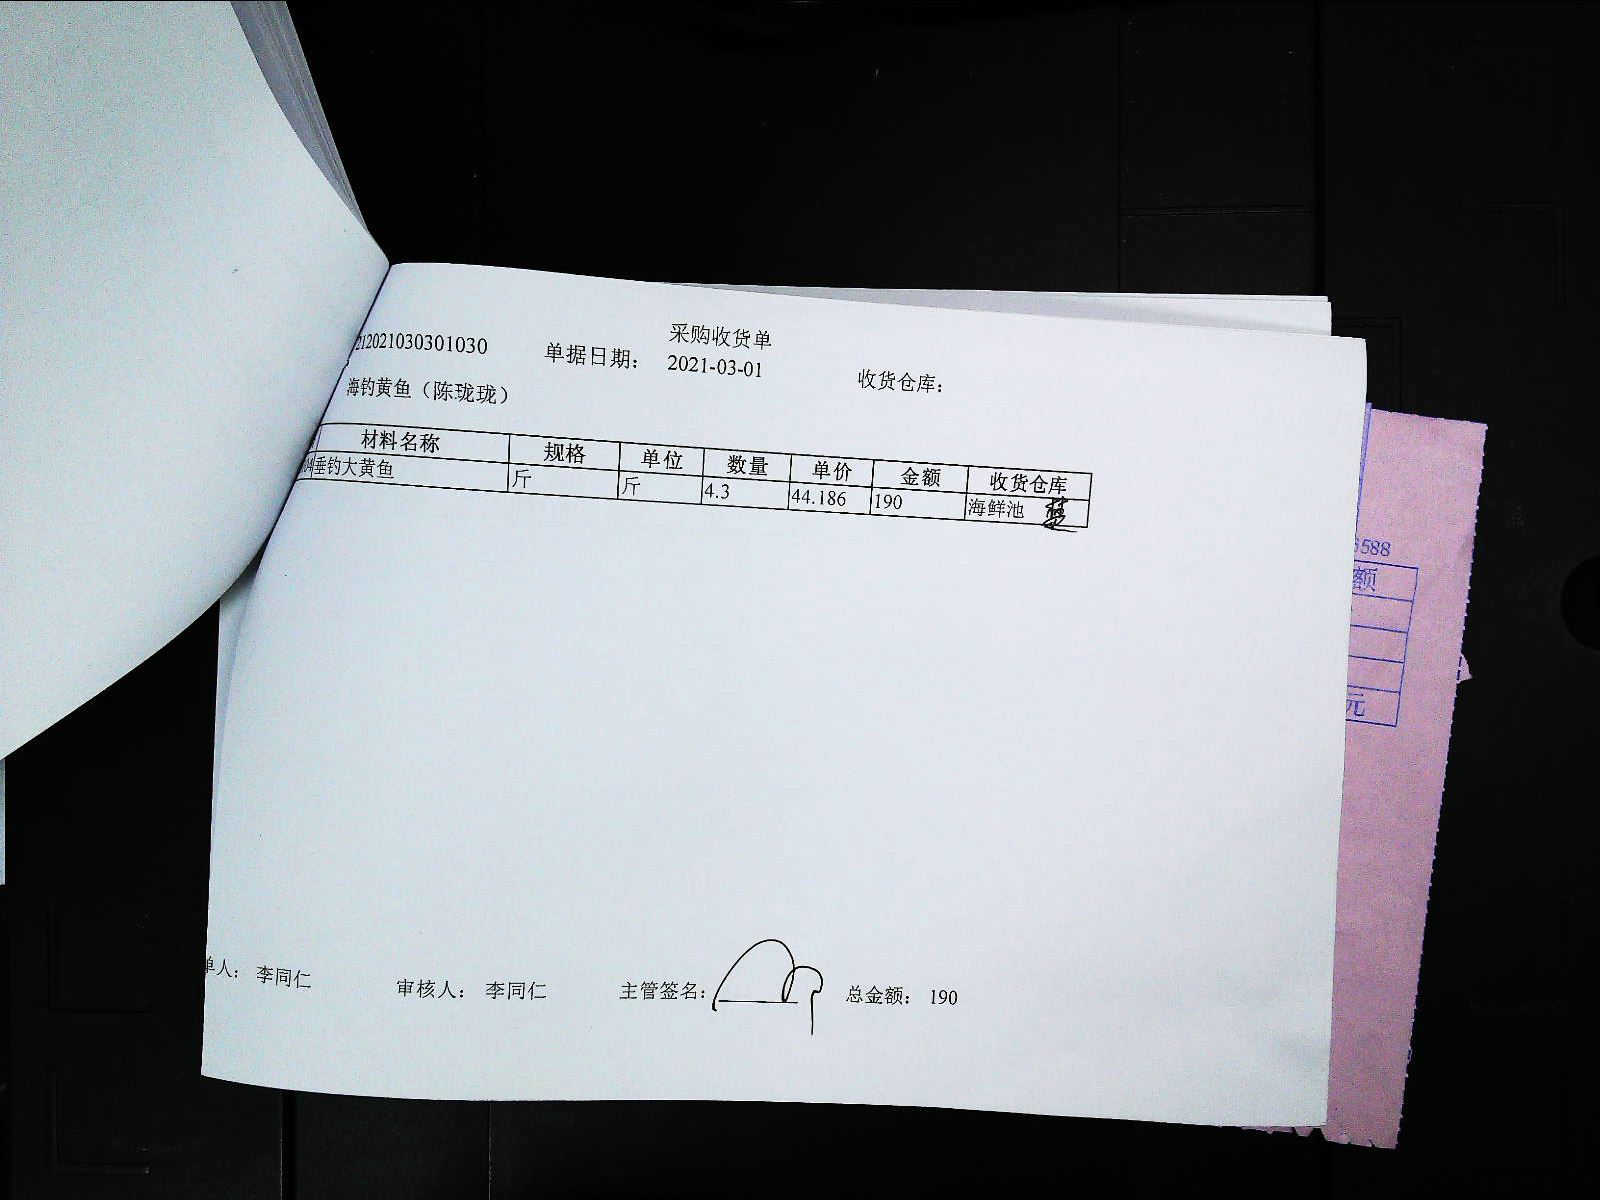 采购收货单
212021030301030 单据日期： 2021-03-01 收货仓库：
海钓黄鱼（陈珑珑）
材料名称 规格 单位 数量 单价 金额 收货仓库
垂钓大黄鱼 斤 斤 4.3 44.186 190 海鲜池
单人： 李同仁 审核人： 李同仁 主管签名： 总金额： 190
588
额
元